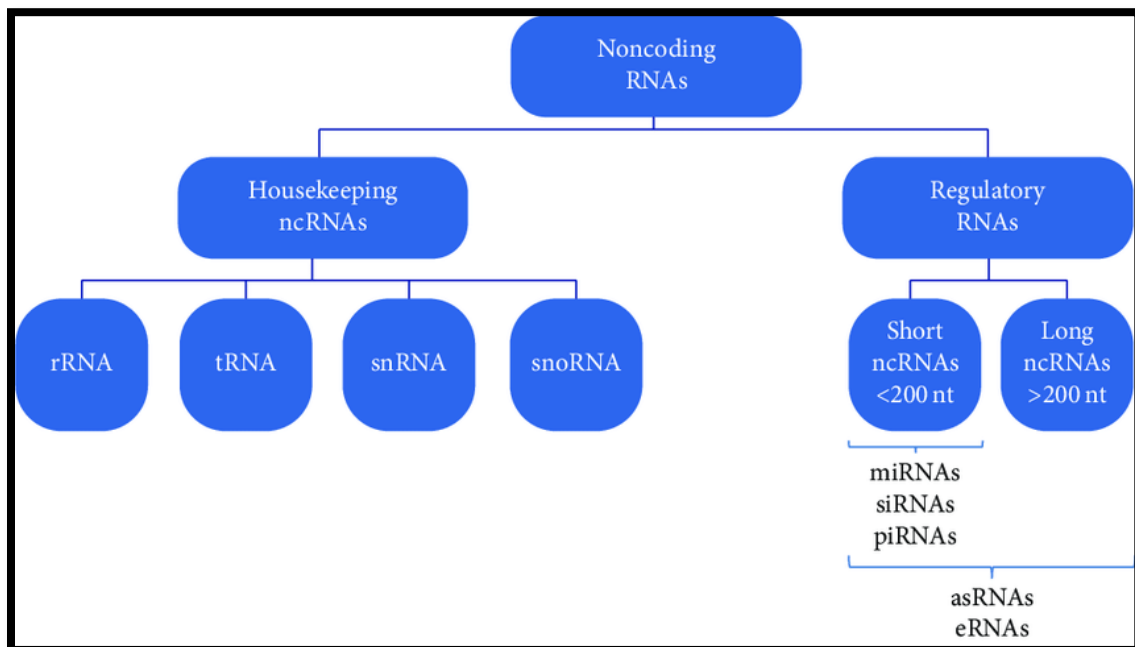 Noncoding
RNAs
Housekeeping
ncRNAs
Regulatory
RNAs
rRNA
tRNA
snRNA
snoRNA
Short
ncRNAs
<200 nt
Long
ncRNAs
>200 nt
miRNAs
siRNAs
piRNAs
asRNAs
eRNAs